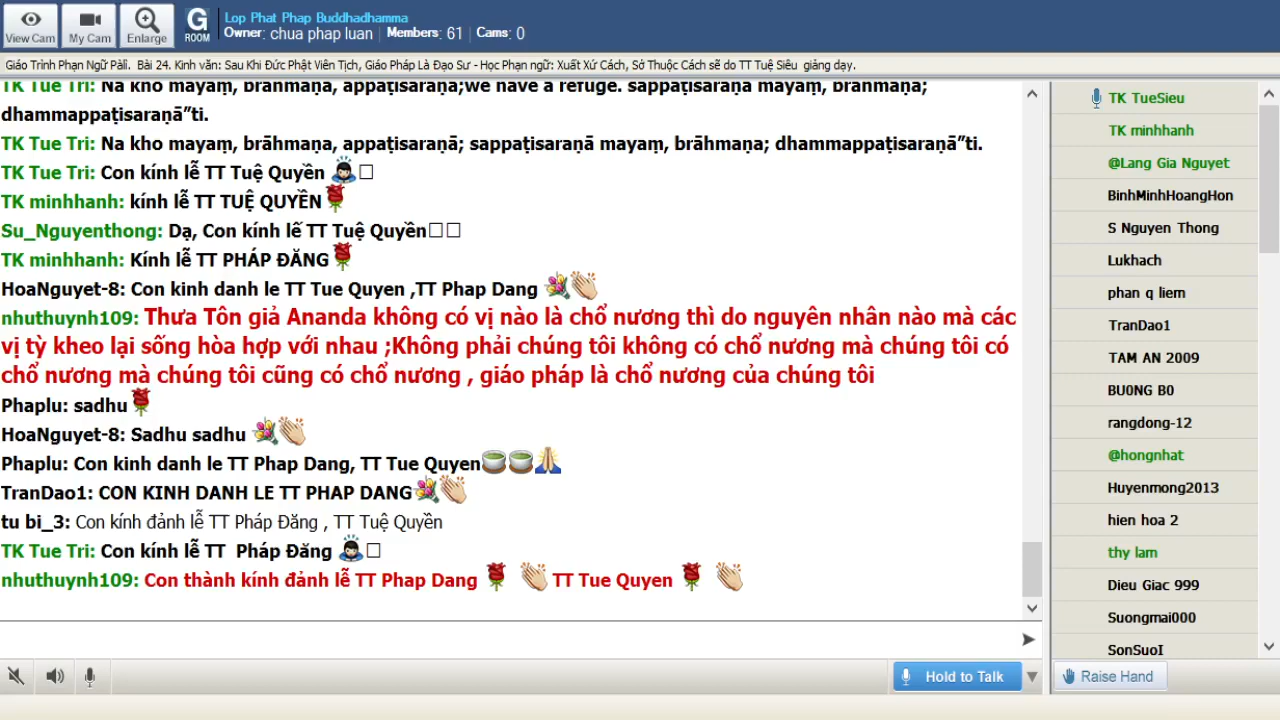 View Cam
My Cam
Enlarge
G
ROOM
Lop Phat Phap Buddhadhamma
Owner: chua phap luan Members: 61 Cams: 0
Giáo Trình Phạn Ngữ Pàlì. Bài 24. Kinh văn: Sau Khi Đức Phật Viên Tịch, Giáo Pháp Là Đạo Sư - Học Phạn ngữ: Xuất Xứ Cách, Sở Thuộc Cách sẽ do TT Tuệ Siêu giảng dạy.
TK Tue Tri: Na kho mayaṃ, brāhmaṇa, appaṭisaraṇā;we have a refuge. sappaṭisaraṇā mayaṃ, brāhmaṇa;
dhammappaṭisaraṇā”ti.
TK Tue Tri: Na kho mayaṃ, brāhmaṇa, appaṭisaraṇā; sappaṭisaraṇā mayaṃ, brāhmaṇa; dhammappaṭisaraṇā”ti.
TK Tue Tri: Con kính lễ TT Tuệ Quyền
TK minhhanh: kính lễ TT TUỆ QUYỀN
Su_Nguyenthong: Dạ, Con kính lễ TT Tuệ Quyền
TK minhhanh: Kính lễ TT PHÁP ĐĂNG
HoaNguyet-8: Con kinh danh le TT Tue Quyen ,TT Phap Dang
nhuthuynh109: Thưa Tôn giả Ananda không có vị nào là chổ nương thì do nguyên nhân nào mà các
vị tỳ kheo lại sống hòa hợp với nhau ;Không phải chúng tôi không có chổ nương mà chúng tôi có
chổ nương mà chúng tôi cũng có chổ nương , giáo pháp là chổ nương của chúng tôi
Phaplu: sadhu
HoaNguyet-8: Sadhu sadhu
Phaplu: Con kinh danh le TT Phap Dang, TT Tue Quyen
TranDao1: CON KINH DANH LE TT PHAP DANG
tu bi_3: Con kính đảnh lễ TT Pháp Đăng , TT Tuệ Quyền
TK Tue Tri: Con kính lễ TT Pháp Đăng
nhuthuynh109: Con thành kính đảnh lễ TT Phap Dang TT Tue Quyen
Hold to Talk
TK TueSieu
TK minhhanh
@Lang Gia Nguyet
BinhMinhHoangHon
S Nguyen Thong
Lukhach
phan q liem
TranDao1
TAM AN 2009
BU0NG B0
rangdong-12
@hongnhat
Huyenmong2013
hien hoa 2
thy lam
Dieu Giac 999
Suongmai000
SonSuoI
Raise Hand